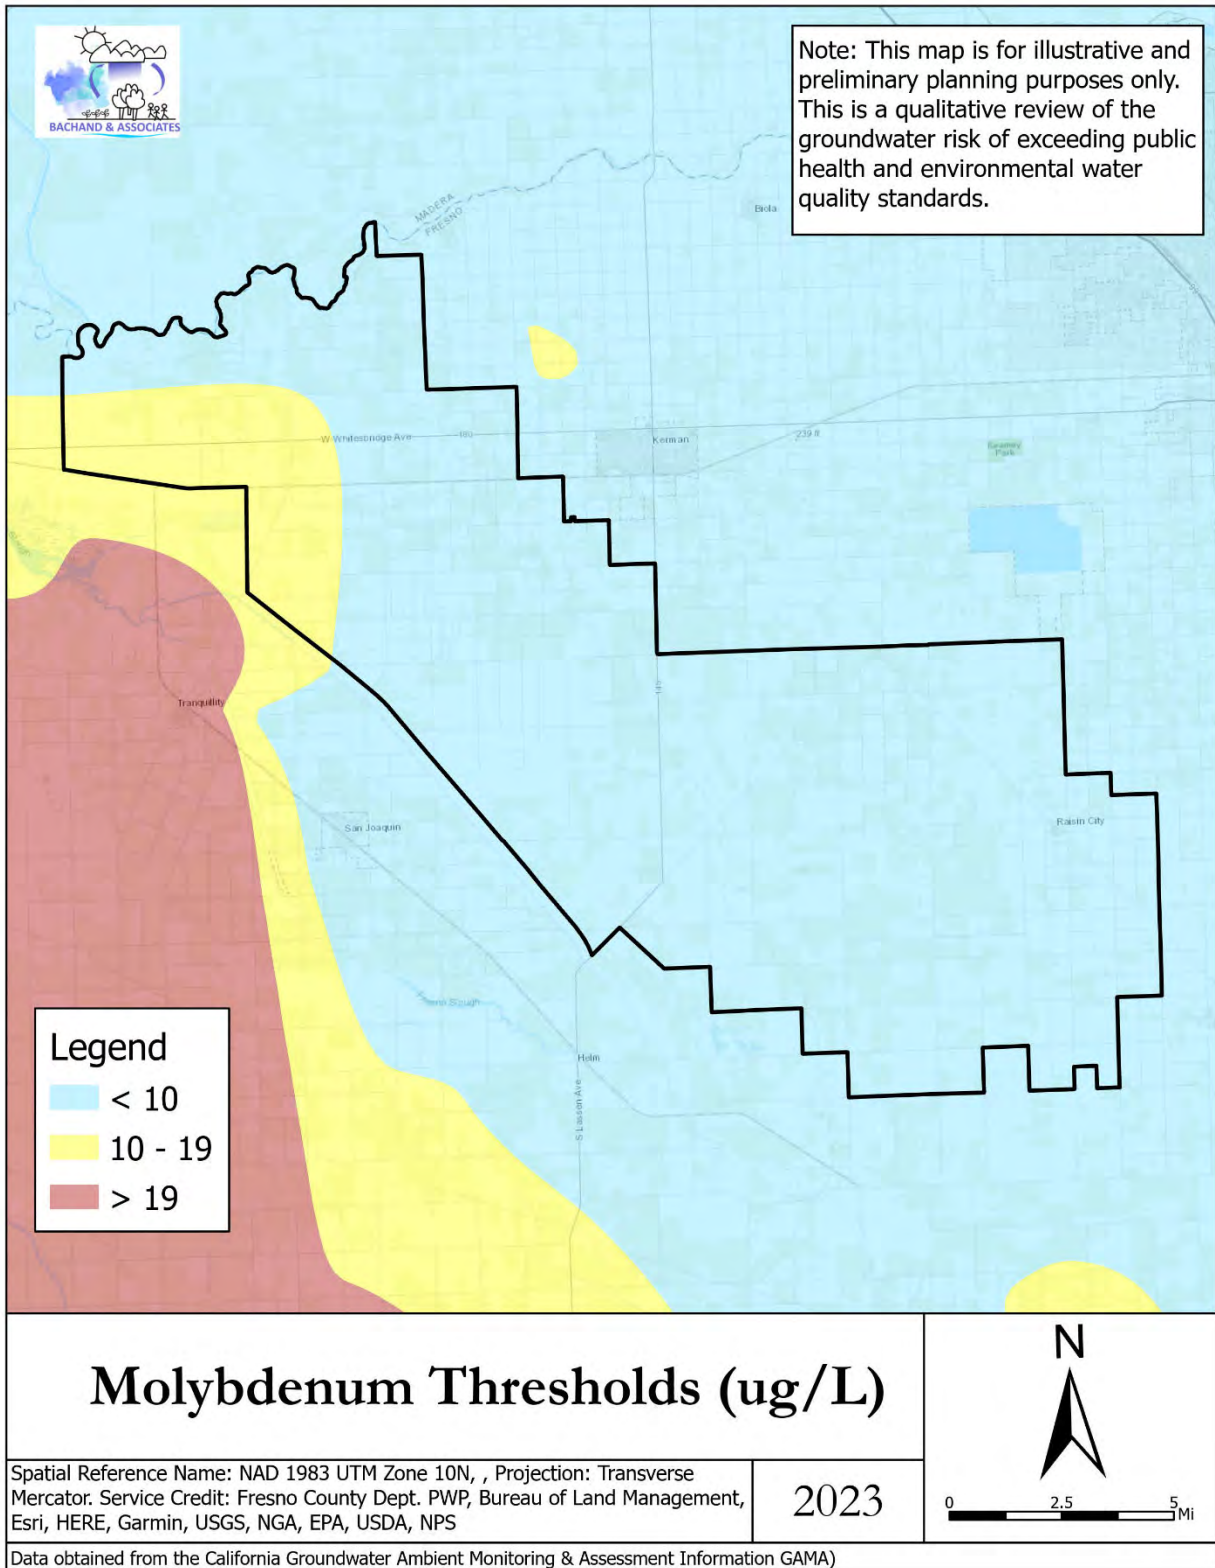 BACHAND & ASSOCIATES
Note: This map is for illustrative and
preliminary planning purposes only.
This is a qualitative review of the
groundwater risk of exceeding public
health and environmental water
quality standards.
MADERA
FRESNO
Biola
W Whitesbridge Ave
180
Kerman
239 ft
Kearney
Park
Tranquillity
145
San Joaquin
Raisin City
Fresno Slough
Helm
S Lassen Ave
Legend
< 10
10 - 19
> 19
Molybdenum Thresholds (ug/L)
N
Spatial Reference Name: NAD 1983 UTM Zone 10N, , Projection: Transverse
Mercator. Service Credit: Fresno County Dept. PWP, Bureau of Land Management,
Esri, HERE, Garmin, USGS, NGA, EPA, USDA, NPS
2023
0 2.5 5
Mi
Data obtained from the California Groundwater Ambient Monitoring & Assessment Information GAMA)